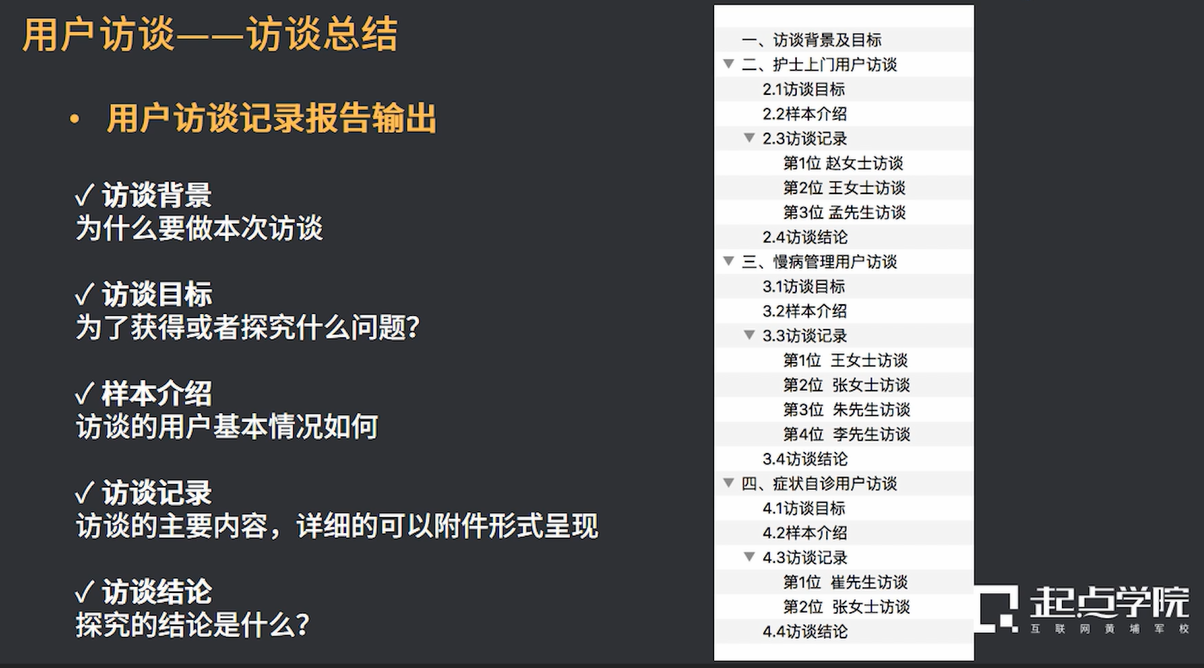 用户访谈——访谈总结
• 用户访谈记录报告输出
✓ 访谈背景
为什么要做本次访谈
✓ 访谈目标
为了获得或者探究什么问题?
✓ 样本介绍
访谈的用户基本情况如何
✓ 访谈记录
访谈的主要内容，详细的可以附件形式呈现
✓ 访谈结论
探究的结论是什么?
一、访谈背景及目标
二、护士上门用户访谈
2.1访谈目标
2.2样本介绍
2.3访谈记录
第1位 赵女士访谈
第2位 王女士访谈
第3位 孟先生访谈
2.4访谈结论
三、慢病管理用户访谈
3.1访谈目标
3.2样本介绍
3.3访谈记录
第1位 王女士访谈
第2位 张女士访谈
第3位 朱先生访谈
第4位 李先生访谈
3.4访谈结论
四、症状自诊用户访谈
4.1访谈目标
4.2样本介绍
4.3访谈记录
第1位 崔先生访谈
第2位 张女士访谈
4.4访谈结论
起点学院
互联网黄埔军校